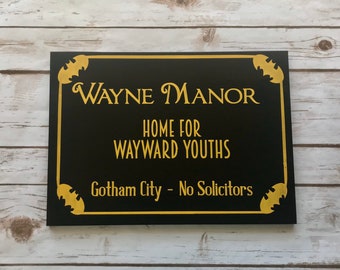 WAYNE MANOR
HOME FOR
WAYWARD YOUTHS
Gotham City - No Solicitors